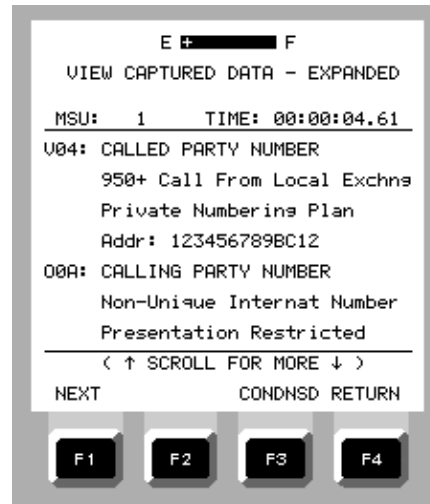 E + F
VIEW CAPTURED DATA - EXPANDED
MSU: 1 TIME: 00:00:04.61
V04: CALLED PARTY NUMBER
950+ Call From Local Exchng
Private Numbering Plan
Addr: 123456789BC12
O0A: CALLING PARTY NUMBER
Non-Unique Internat Number
Presentation Restricted
( ↑ SCROLL FOR MORE ↓ )
NEXT CONDNSD RETURN
F1 F2 F3 F4